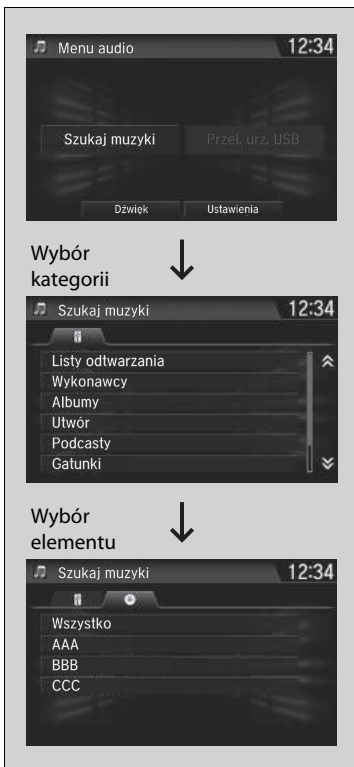 Menu audio 12:34
Szukaj muzyki Przeł. urz. USB
Dźwięk Ustawienia
Wybór
kategorii
Szukaj muzyki 12:34
Listy odtwarzania
Wykonawcy
Albumy
Utwór
Podcasty
Gatunki
Wybór
elementu
Szukaj muzyki 12:34
Wszystko
AAA
BBB
CCC